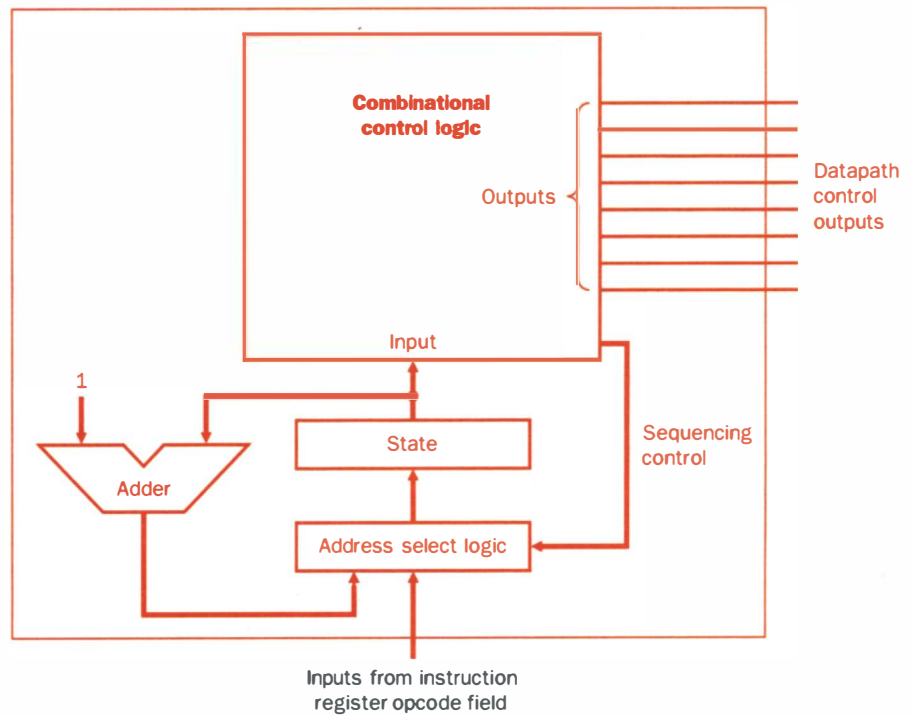 Combinational
control logic
Outputs
Datapath
control
outputs
Input
1
State
Sequencing
control
Adder
Address select logic
Inputs from instruction
register opcode field